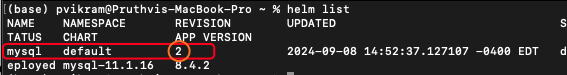 (base) pvikram@Pruthvis-MacBook-Pro ~ % helm list
NAME NAMESPACE REVISION UPDATED S
TATUS CHART APP VERSION
mysql default 2 2024-09-08 14:52:37.127107 -0400 EDT d
eployed mysql-11.1.16 8.4.2